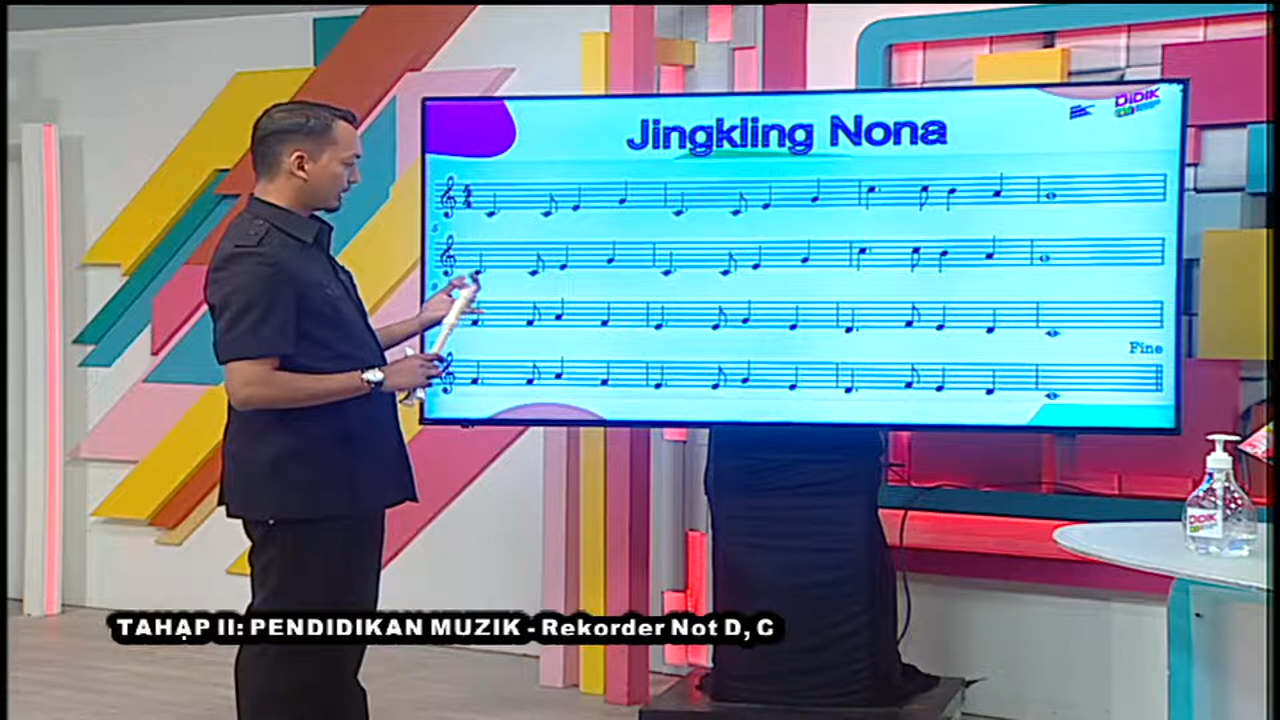 DIDIK
Jingkling Nona
Fine
DIDIK
TAHAP II: PENDIDIKAN MUZIK - Rekorder Not D, C